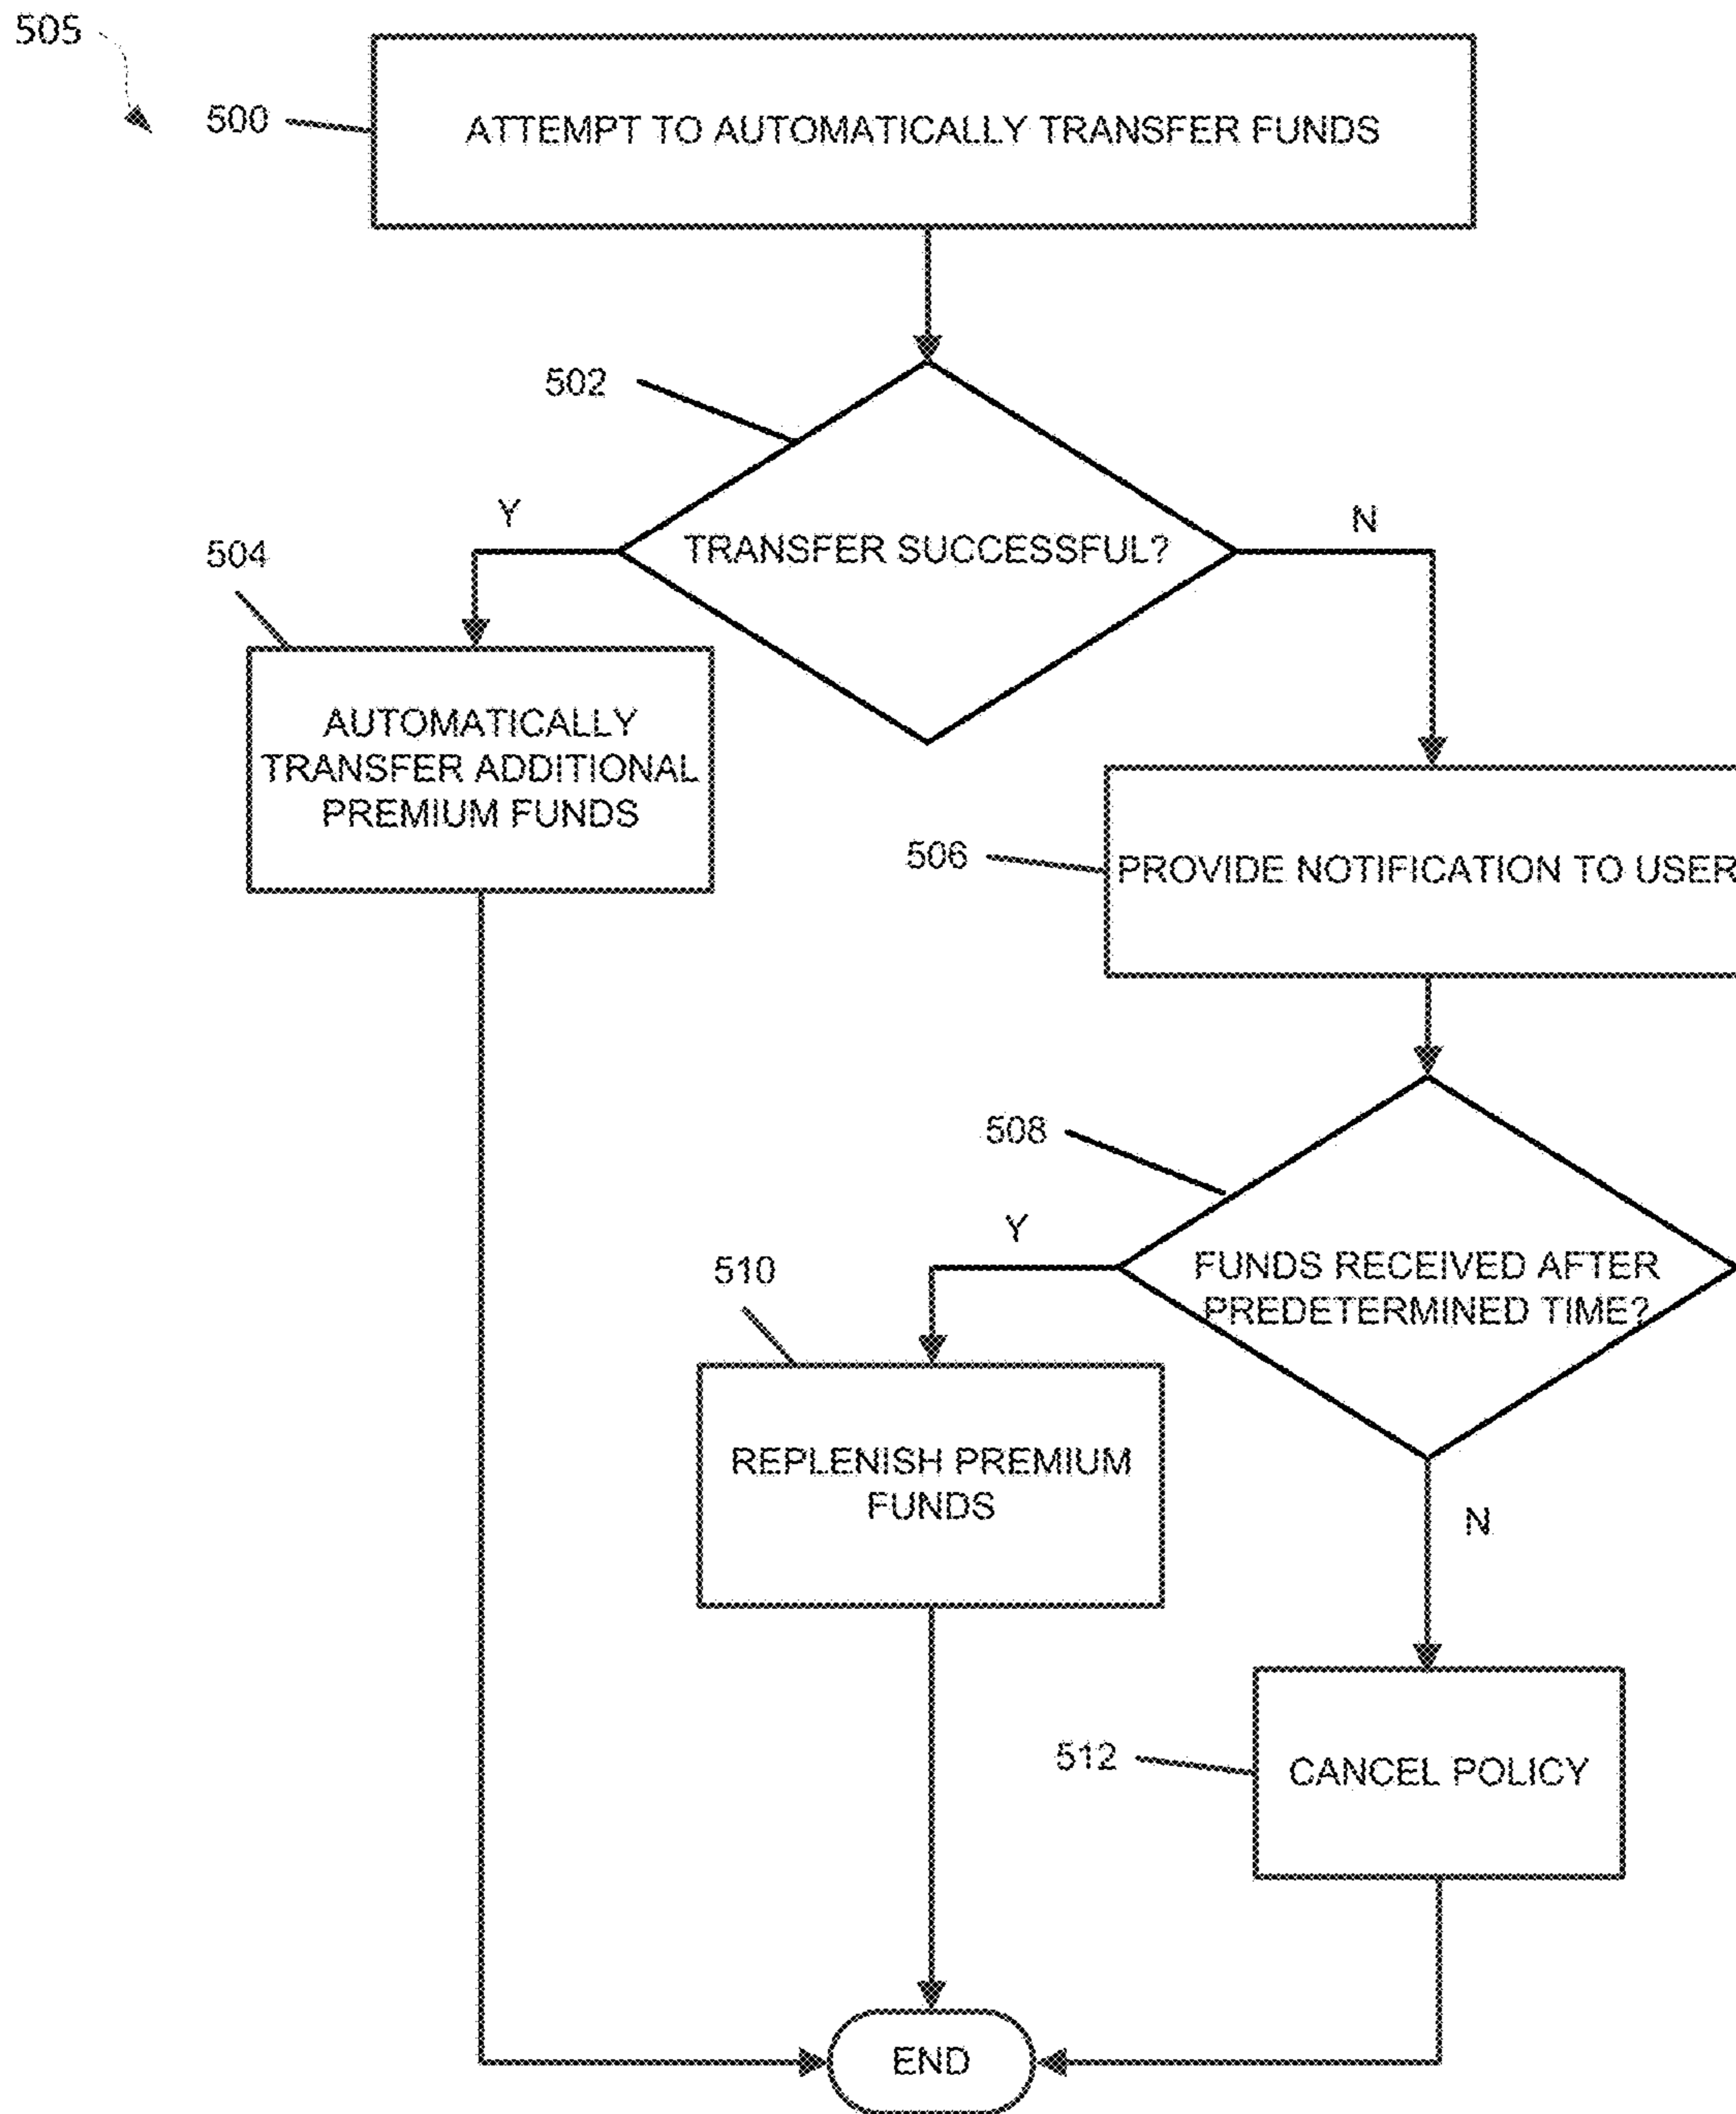 505
500
ATTEMPT TO AUTOMATICALLY TRANSFER FUNDS
502
TRANSFER SUCCESSFUL?
Y
N
504
AUTOMATICALLY
TRANSFER ADDITIONAL
PREMIUM FUNDS
506
PROVIDE NOTIFICATION TO USER
508
FUNDS RECEIVED AFTER
PREDETERMINED TIME?
Y
N
510
REPLENISH PREMIUM
FUNDS
512
CANCEL POLICY
END